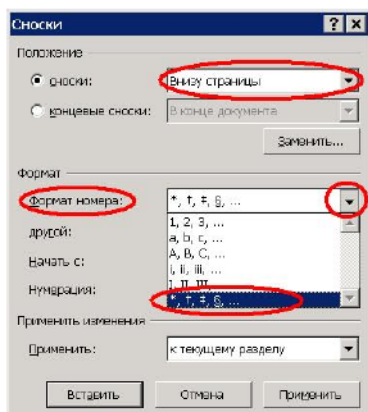 Сноски
Положение
сноски: Внизу страницы
концевые сноски: В конце документа
Заменить...
Формат
Формат номера: *, †, ‡, §, ...
1, 2, 3, ...
другой: a, b, c, ...
A, B, C, ...
Начать с: i, ii, iii, ...
I, II, III, ...
Нумерация: *, †, ‡, §, ...
Применить изменения
Применить: к текущему разделу
Вставить Отмена Применить